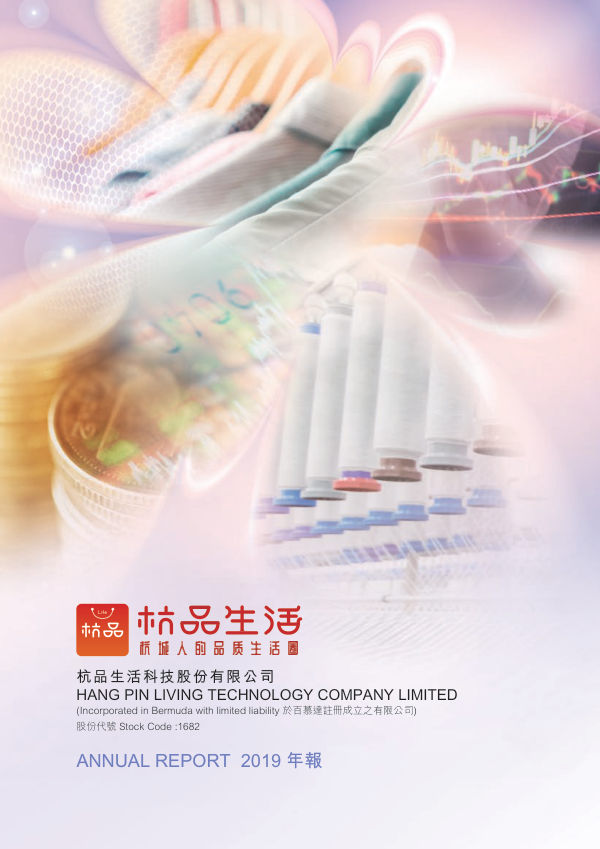 Life
杭品
杭品生活
杭城人的品质生活圈
杭品生活科技股份有限公司
HANG PIN LIVING TECHNOLOGY COMPANY LIMITED
(Incorporated in Bermuda with limited liability 於百慕達註冊成立之有限公司)
股份代號 Stock Code :1682
ANNUAL REPORT 2019 年報